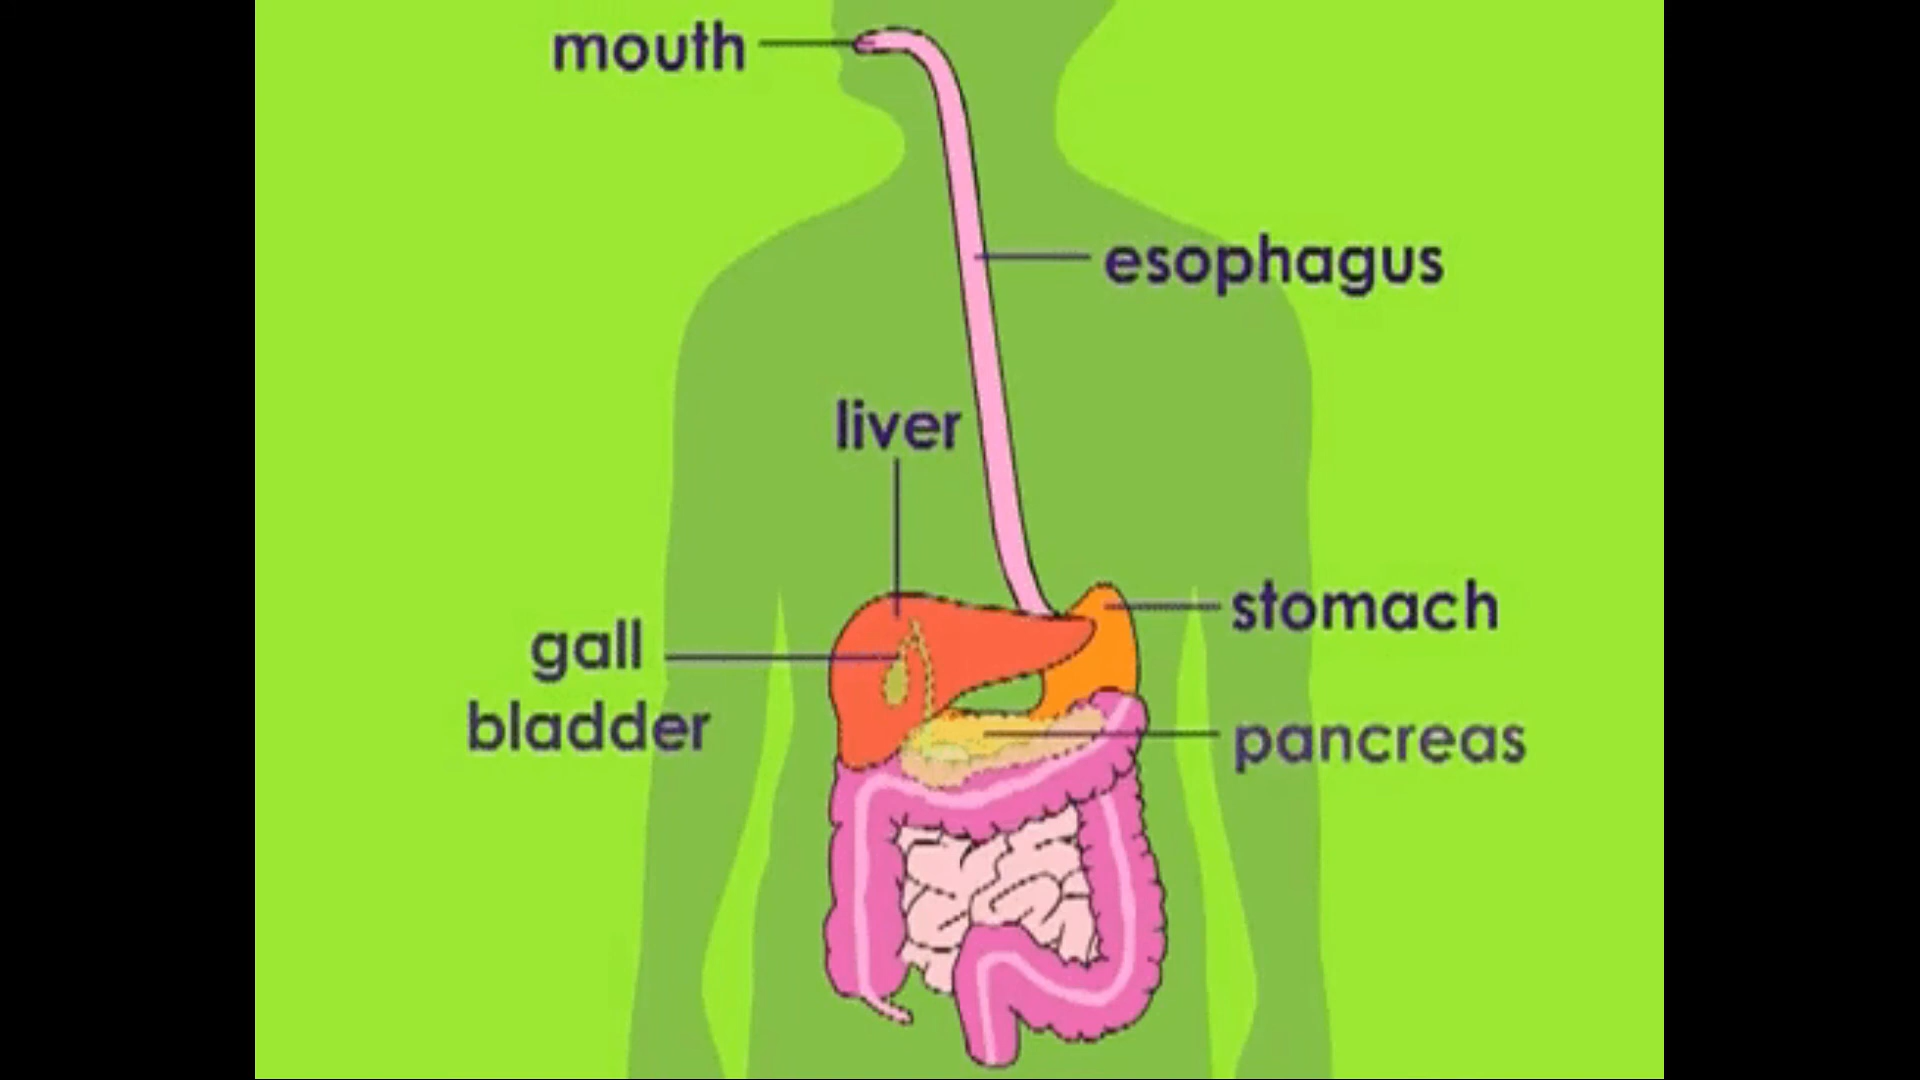 mouth
esophagus
liver
stomach
gall
bladder
pancreas